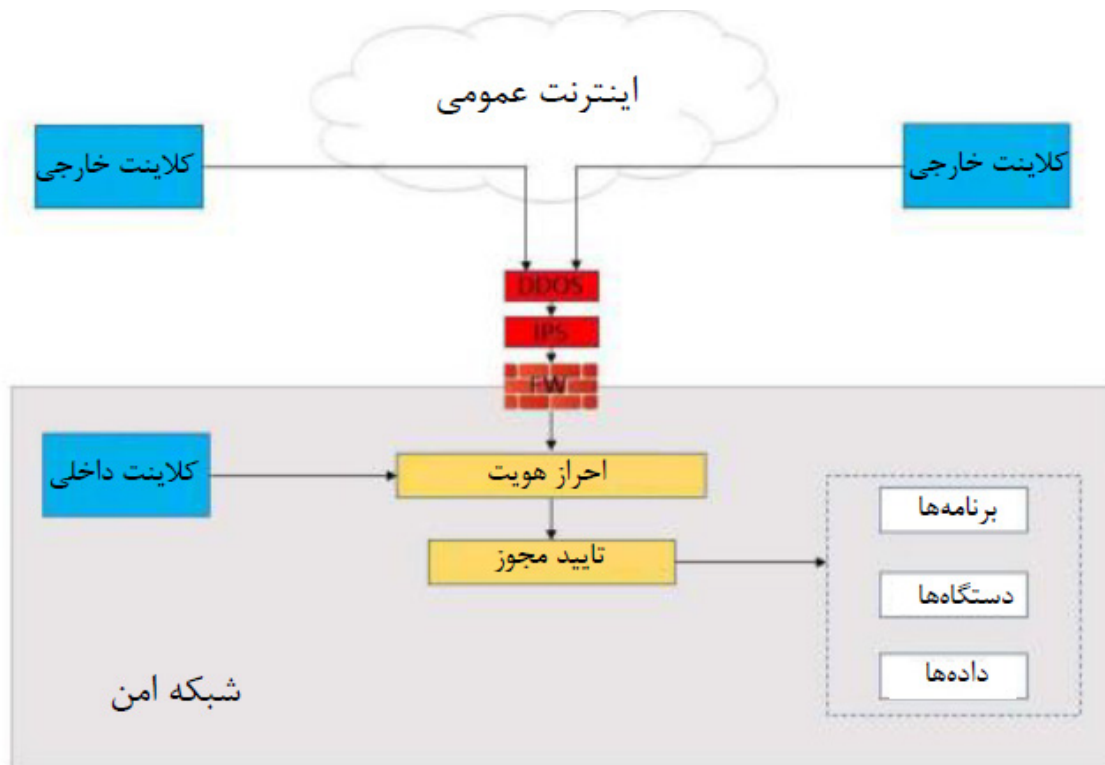 اینترنت عمومی
کلاینت خارجی
کلاینت خارجی
DDOS
IPS
FW
کلاینت داخلی
احراز هویت
تایید مجوز
برنامه‌ها
دستگاه‌ها
داده‌ها
شبکه امن